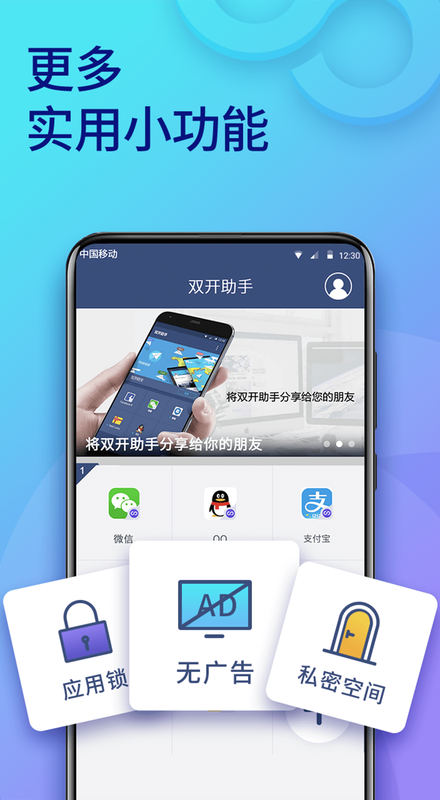 更多
实用小功能
中国移动
12:30
双开助手
将双开助手分享给您的朋友
将双开助手分享给你的朋友
1
微信
QQ
支付宝
应用锁
AD
无广告
私密空间